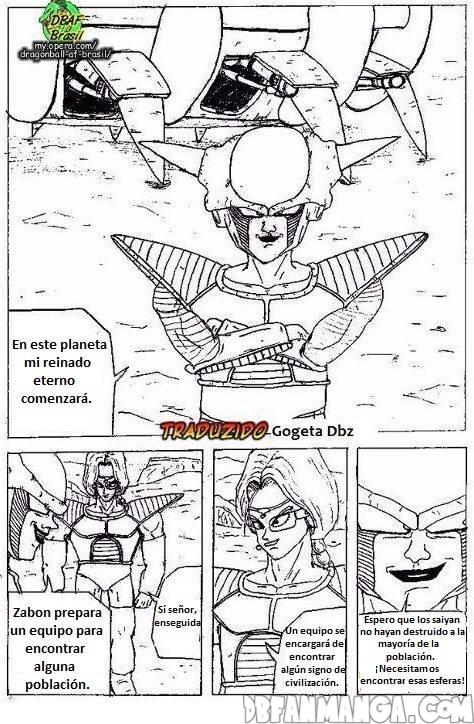 DBAF
Brasil
my.opera.com/
dragonball-af-brasil/
En este planeta
mi reinado
eterno
comenzará.
TRADUZIDO Gogeta Dbz
Zabon prepara
un equipo para
encontrar
alguna
población.
Sí señor,
enseguida
Un equipo se
encargará de
encontrar
algún signo de
civilización.
Espero que los saiyan
no hayan destruido a la
mayoría de la
población.
¡Necesitamos
encontrar esas esferas!
DBFANMANGA.COM